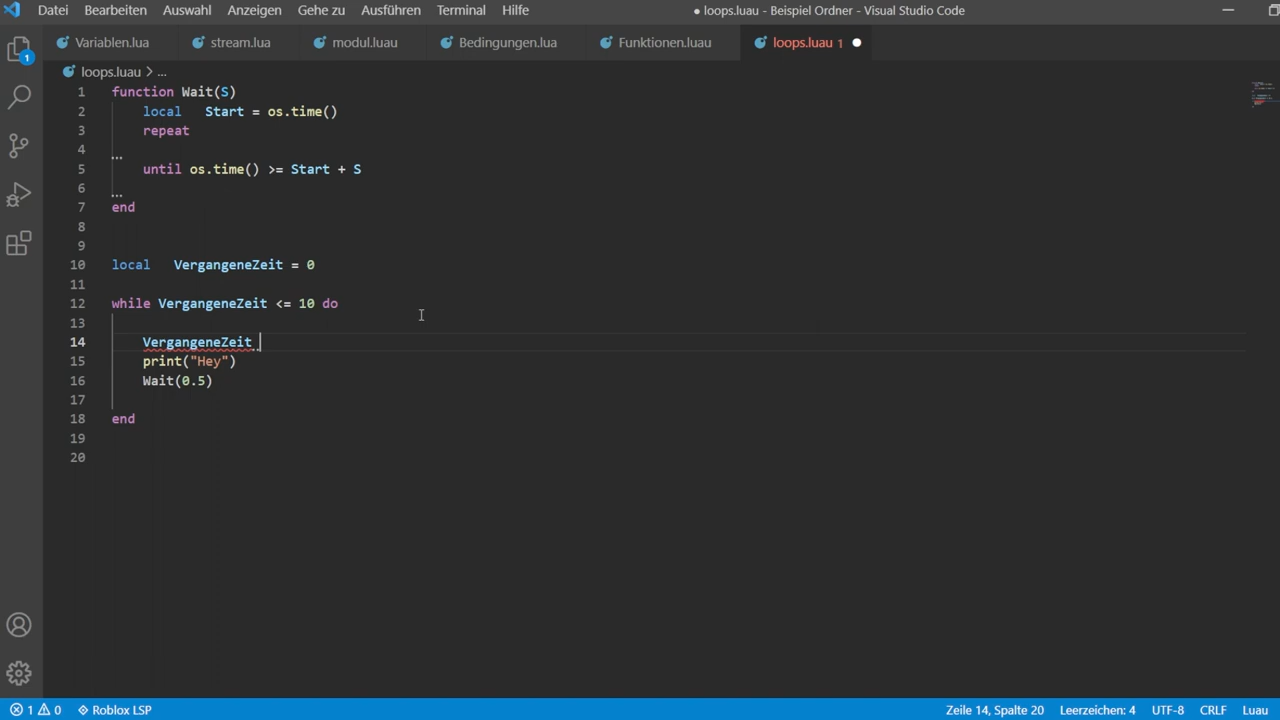 Datei Bearbeiten Auswahl Anzeigen Gehe zu Ausführen Terminal Hilfe ● loops.luau - Beispiel Ordner - Visual Studio Code
Variablen.lua stream.lua modul.luau Bedingungen.lua Funktionen.luau loops.luau 1
1
loops.luau > ...
1 function Wait(S)
2 local Start = os.time()
3 repeat
4 ...
5 until os.time() >= Start + S
6 ...
7 end
8
9
10 local VergangeneZeit = 0
11
12 while VergangeneZeit <= 10 do
13
14 VergangeneZeit
15 print("Hey")
16 Wait(0.5)
17
18 end
19
20
1 0 Roblox LSP Zeile 14, Spalte 20 Leerzeichen: 4 UTF-8 CRLF Luau